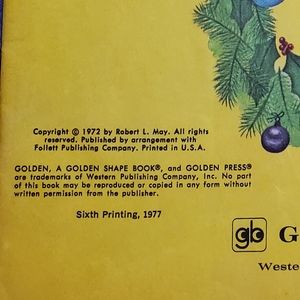 Copyright © 1972 by Robert L. May. All rights
reserved. Published by arrangement with
Follett Publishing Company. Printed in U.S.A.
GOLDEN, A GOLDEN SHAPE BOOK®, and GOLDEN PRESS®
are trademarks of Western Publishing Company, Inc. No part
of this book may be reproduced or copied in any form without
written permission from the publisher.
Sixth Printing, 1977
gb G
Weste